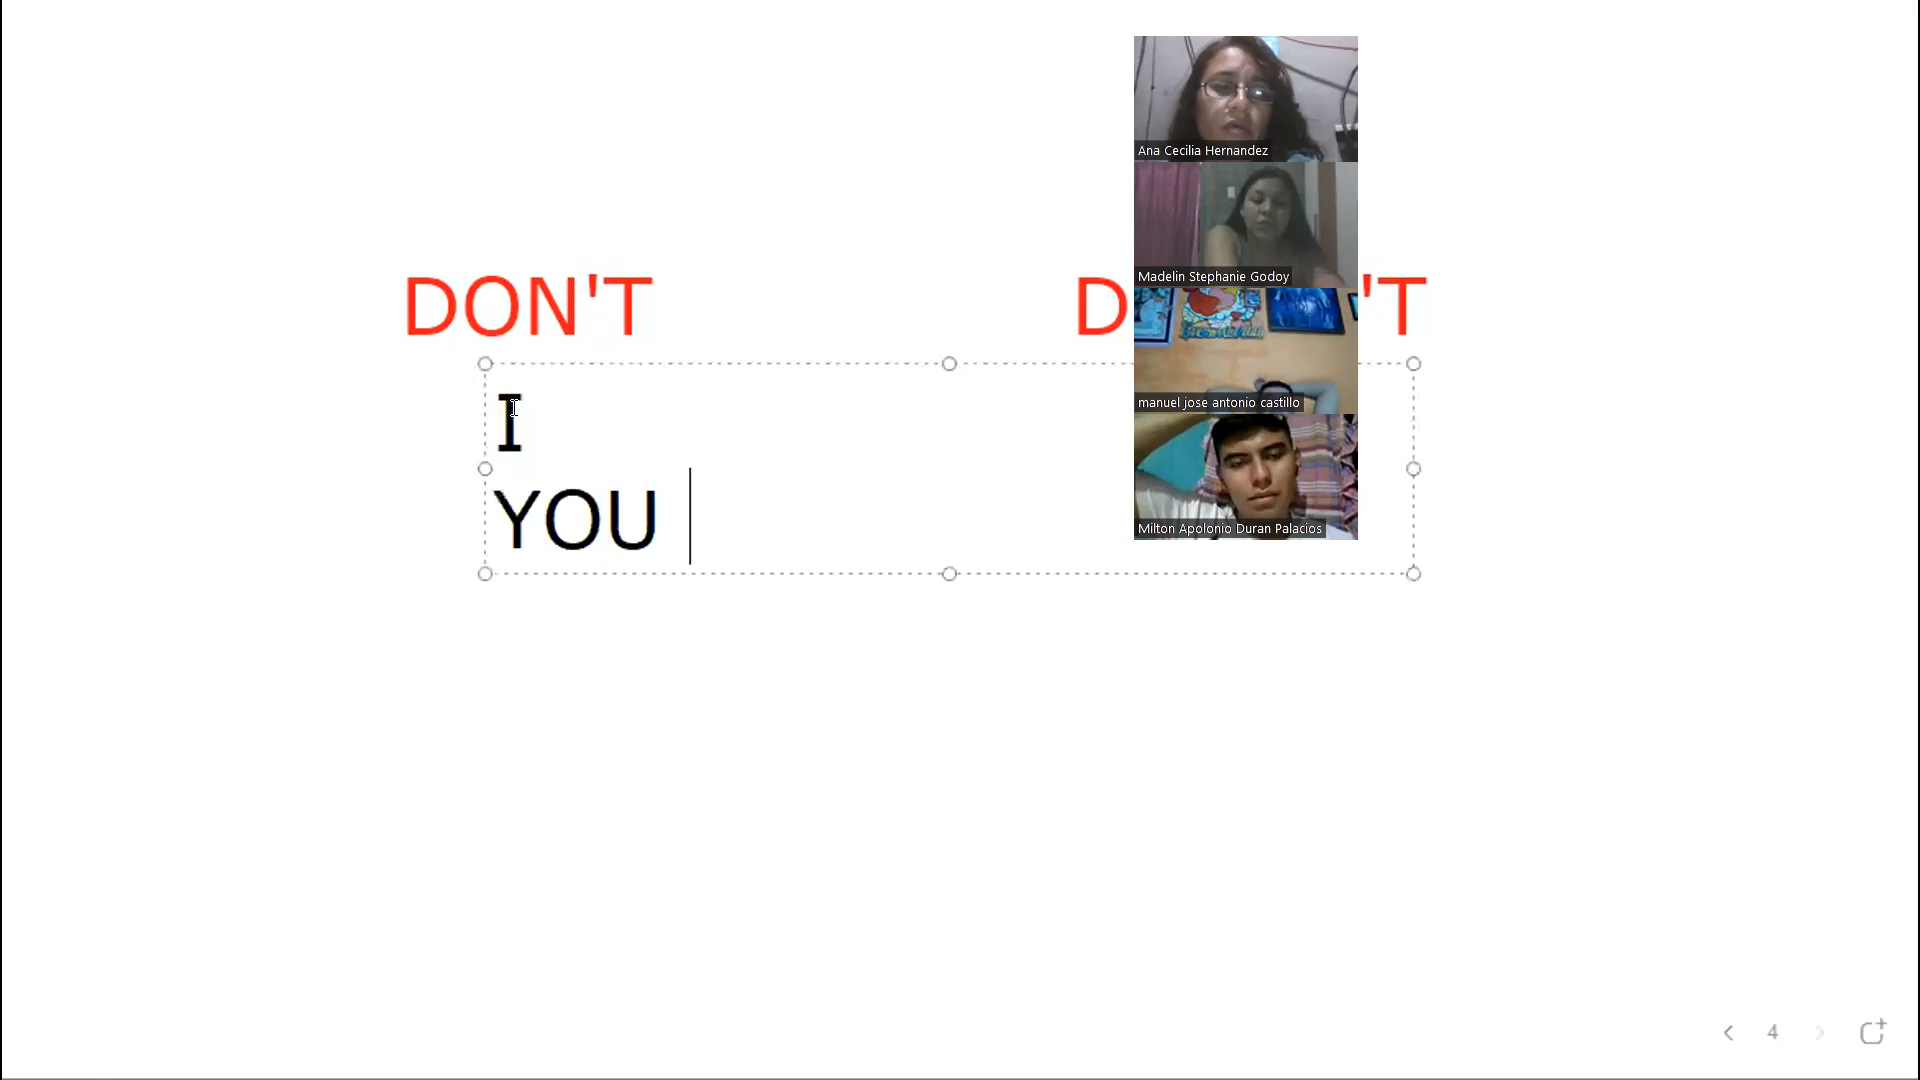 Ana Cecilia Hernandez
Madelin Stephanie Godoy
DON'T D 'T
manuel jose antonio castillo
I
YOU
Milton Apolonio Duran Palacios
4